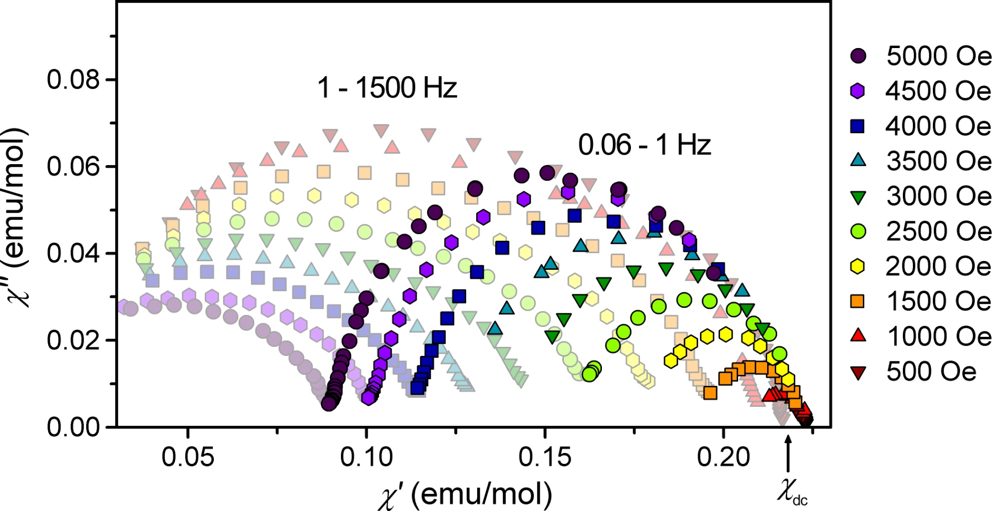 χ'' (emu/mol)
0.08
0.06
0.04
0.02
0.00
1 - 1500 Hz
0.06 - 1 Hz
5000 Oe
4500 Oe
4000 Oe
3500 Oe
3000 Oe
2500 Oe
2000 Oe
1500 Oe
1000 Oe
500 Oe
0.05 0.10 0.15 0.20
χ' (emu/mol)
χdc